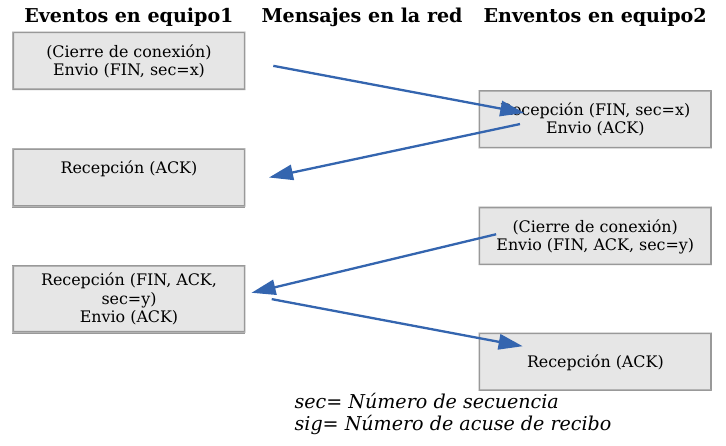 Eventos en equipo1
Mensajes en la red
Enventos en equipo2
(Cierre de conexión)
Envio (FIN, sec=x)
Recepción (FIN, sec=x)
Envio (ACK)
Recepción (ACK)
(Cierre de conexión)
Envio (FIN, ACK, sec=y)
Recepción (FIN, ACK,
sec=y)
Envio (ACK)
Recepción (ACK)
sec= Número de secuencia
sig= Número de acuse de recibo